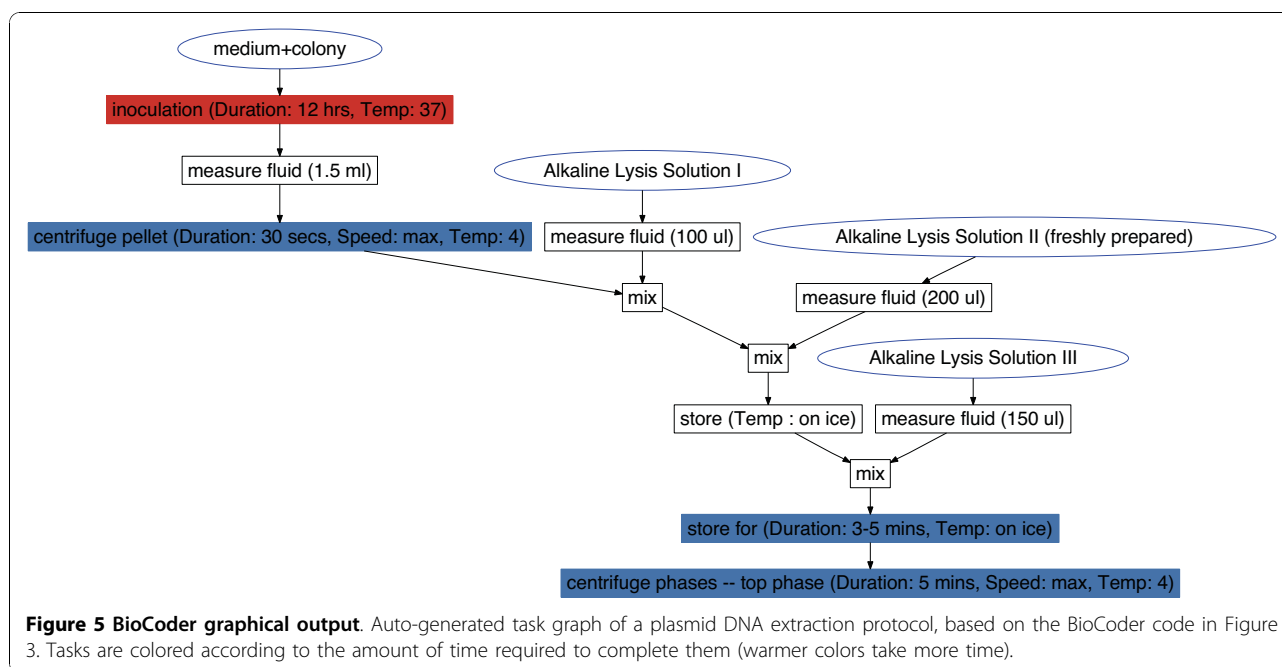 medium+colony
inoculation (Duration: 12 hrs, Temp: 37)
measure fluid (1.5 ml)
Alkaline Lysis Solution I
centrifuge pellet (Duration: 30 secs, Speed: max, Temp: 4)
measure fluid (100 ul)
Alkaline Lysis Solution II (freshly prepared)
mix
measure fluid (200 ul)
mix
Alkaline Lysis Solution III
store (Temp : on ice)
measure fluid (150 ul)
mix
store for (Duration: 3-5 mins, Temp: on ice)
centrifuge phases -- top phase (Duration: 5 mins, Speed: max, Temp: 4)
Figure 5 BioCoder graphical output. Auto-generated task graph of a plasmid DNA extraction protocol, based on the BioCoder code in Figure
3. Tasks are colored according to the amount of time required to complete them (warmer colors take more time).